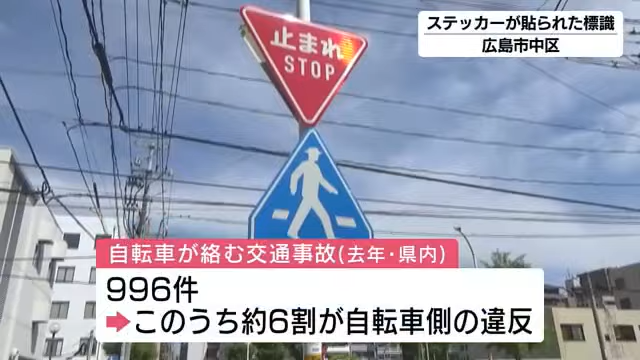 ステッカーが貼られた標識
広島市中区
止まれ
STOP
自転車が絡む交通事故(去年・県内)
996件
➡このうち約6割が自転車側の違反